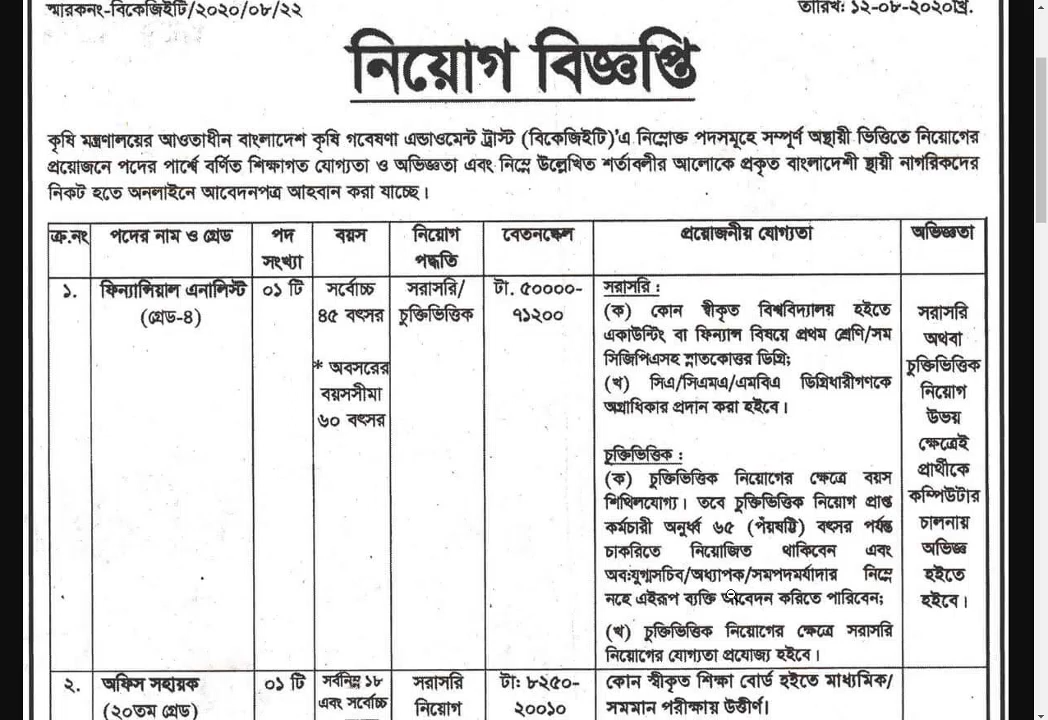 স্মারকনং-বিকেজিইটি/২০২০/০৮/২২
তারিখ: ১২-০৮-২০২০খ্রি.
নিয়োগ বিজ্ঞপ্তি
কৃষি মন্ত্রণালয়ের আওতাধীন বাংলাদেশ কৃষি গবেষণা এন্ডাওমেন্ট ট্রাস্ট (বিকেজিইটি)'এ নিম্নোক্ত পদসমূহে সম্পূর্ণ অস্থায়ী ভিত্তিতে নিয়োগের
প্রয়োজনে পদের পার্শ্বে বর্ণিত শিক্ষাগত যোগ্যতা ও অভিজ্ঞতা এবং নিম্নে উল্লেখিত শর্তাবলীর আলোকে প্রকৃত বাংলাদেশী স্থায়ী নাগরিকদের
নিকট হতে অনলাইনে আবেদনপত্র আহবান করা যাচ্ছে।
ক্র.নং
পদের নাম ও গ্রেড
পদ
সংখ্যা
বয়স
নিয়োগ
পদ্ধতি
বেতনস্কেল
প্রয়োজনীয় যোগ্যতা
অভিজ্ঞতা
১.
ফিন্যান্সিয়াল এনালিস্ট
(গ্রেড-৪)
০১ টি
সর্বোচ্চ
৪৫ বৎসর
* অবসরের
বয়সসীমা
৬০ বৎসর
সরাসরি/
চুক্তিভিত্তিক
টা. ৫০০০০-
৭১২০০
সরাসরি :
(ক) কোন স্বীকৃত বিশ্ববিদ্যালয় হইতে
একাউন্টিং বা ফিন্যান্স বিষয়ে প্রথম শ্রেণি/সম
সিজিপিএসহ স্নাতকোত্তর ডিগ্রি;
(খ) সিএ/সিএমএ/এমবিএ ডিগ্রিধারীগণকে
অগ্রাধিকার প্রদান করা হইবে।
চুক্তিভিত্তিক :
(ক) চুক্তিভিত্তিক নিয়োগের ক্ষেত্রে বয়স
শিথিলযোগ্য। তবে চুক্তিভিত্তিক নিয়োগ প্রাপ্ত
কর্মচারী অনুর্ধ্ব ৬৫ (পঁয়ষট্টি) বৎসর পর্যন্ত
চাকরিতে নিয়োজিত থাকিবেন এবং
অব:যুগ্মসচিব/অধ্যাপক/সমপদমর্যাদার নিম্নে
নহে এইরূপ ব্যক্তি আবেদন করিতে পারিবেন;
(খ) চুক্তিভিত্তিক নিয়োগের ক্ষেত্রে সরাসরি
নিয়োগের যোগ্যতা প্রযোজ্য হইবে।
সরাসরি
অথবা
চুক্তিভিত্তিক
নিয়োগ
উভয়
ক্ষেত্রেই
প্রার্থীকে
কম্পিউটার
চালনায়
অভিজ্ঞ
হইতে
হইবে।
২.
অফিস সহায়ক
(২০তম গ্রেড)
০১ টি
সর্বনিম্ন ১৮
এবং সর্বোচ্চ
সরাসরি
নিয়োগ
টা: ৮২৫০-
২০০১০
কোন স্বীকৃত শিক্ষা বোর্ড হইতে মাধ্যমিক/
সমমান পরীক্ষায় উত্তীর্ণ।